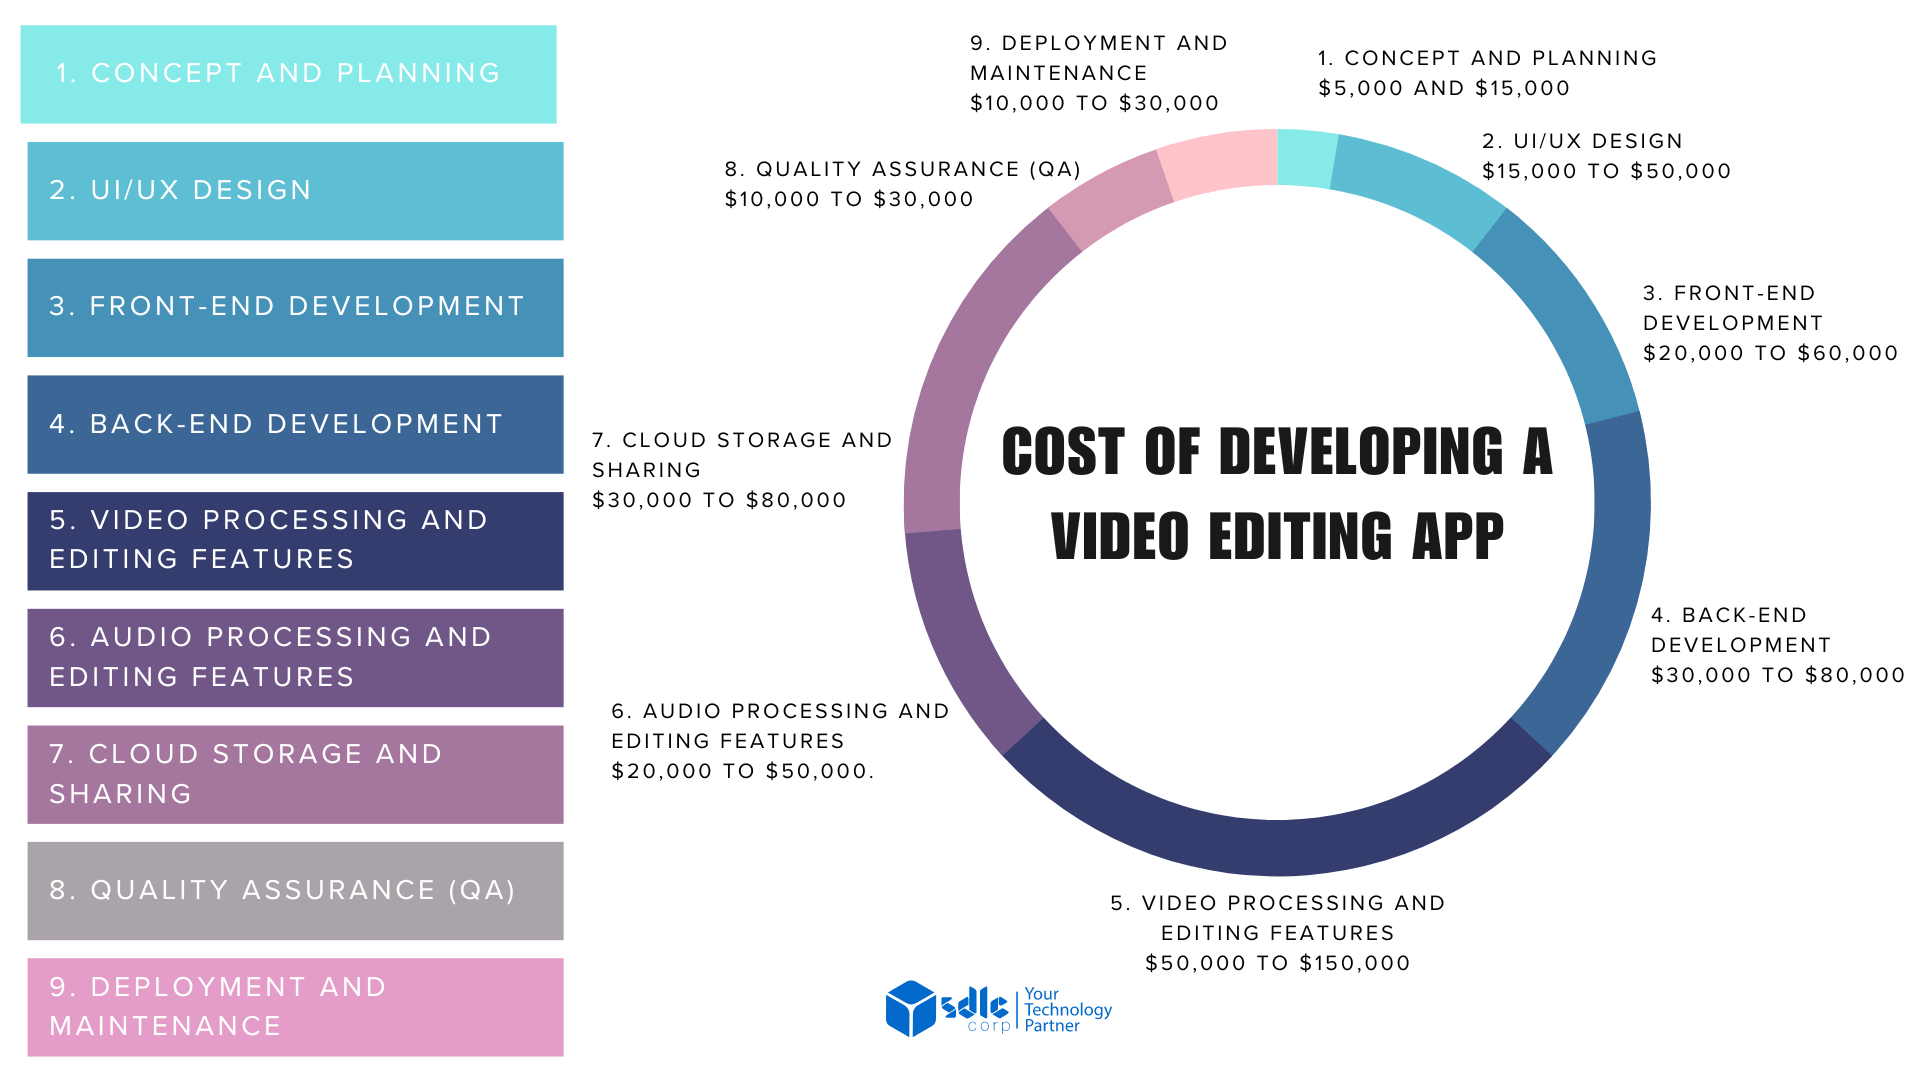 1. CONCEPT AND PLANNING
2. UI/UX DESIGN
3. FRONT-END DEVELOPMENT
4. BACK-END DEVELOPMENT
5. VIDEO PROCESSING AND
EDITING FEATURES
6. AUDIO PROCESSING AND
EDITING FEATURES
7. CLOUD STORAGE AND
SHARING
8. QUALITY ASSURANCE (QA)
9. DEPLOYMENT AND
MAINTENANCE
COST OF DEVELOPING A
VIDEO EDITING APP
1. CONCEPT AND PLANNING
$5,000 AND $15,000
2. UI/UX DESIGN
$15,000 TO $50,000
3. FRONT-END
DEVELOPMENT
$20,000 TO $60,000
4. BACK-END
DEVELOPMENT
$30,000 TO $80,000
5. VIDEO PROCESSING AND
EDITING FEATURES
$50,000 TO $150,000
6. AUDIO PROCESSING AND
EDITING FEATURES
$20,000 TO $50,000.
7. CLOUD STORAGE AND
SHARING
$30,000 TO $80,000
8. QUALITY ASSURANCE (QA)
$10,000 TO $30,000
9. DEPLOYMENT AND
MAINTENANCE
$10,000 TO $30,000
sdlc
corp
Your
Technology
Partner